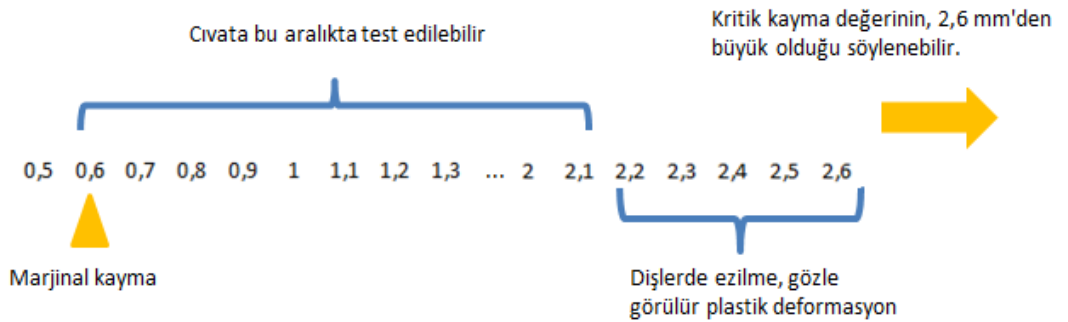 Kritik kayma değerinin, 2,6 mm'den
büyük olduğu söylenebilir.
Cıvata bu aralıkta test edilebilir
0,5 0,6 0,7 0,8 0,9 1 1,1 1,2 1,3 ... 2 2,1 2,2 2,3 2,4 2,5 2,6
Marjinal kayma
Dişlerde ezilme, gözle
görülür plastik deformasyon